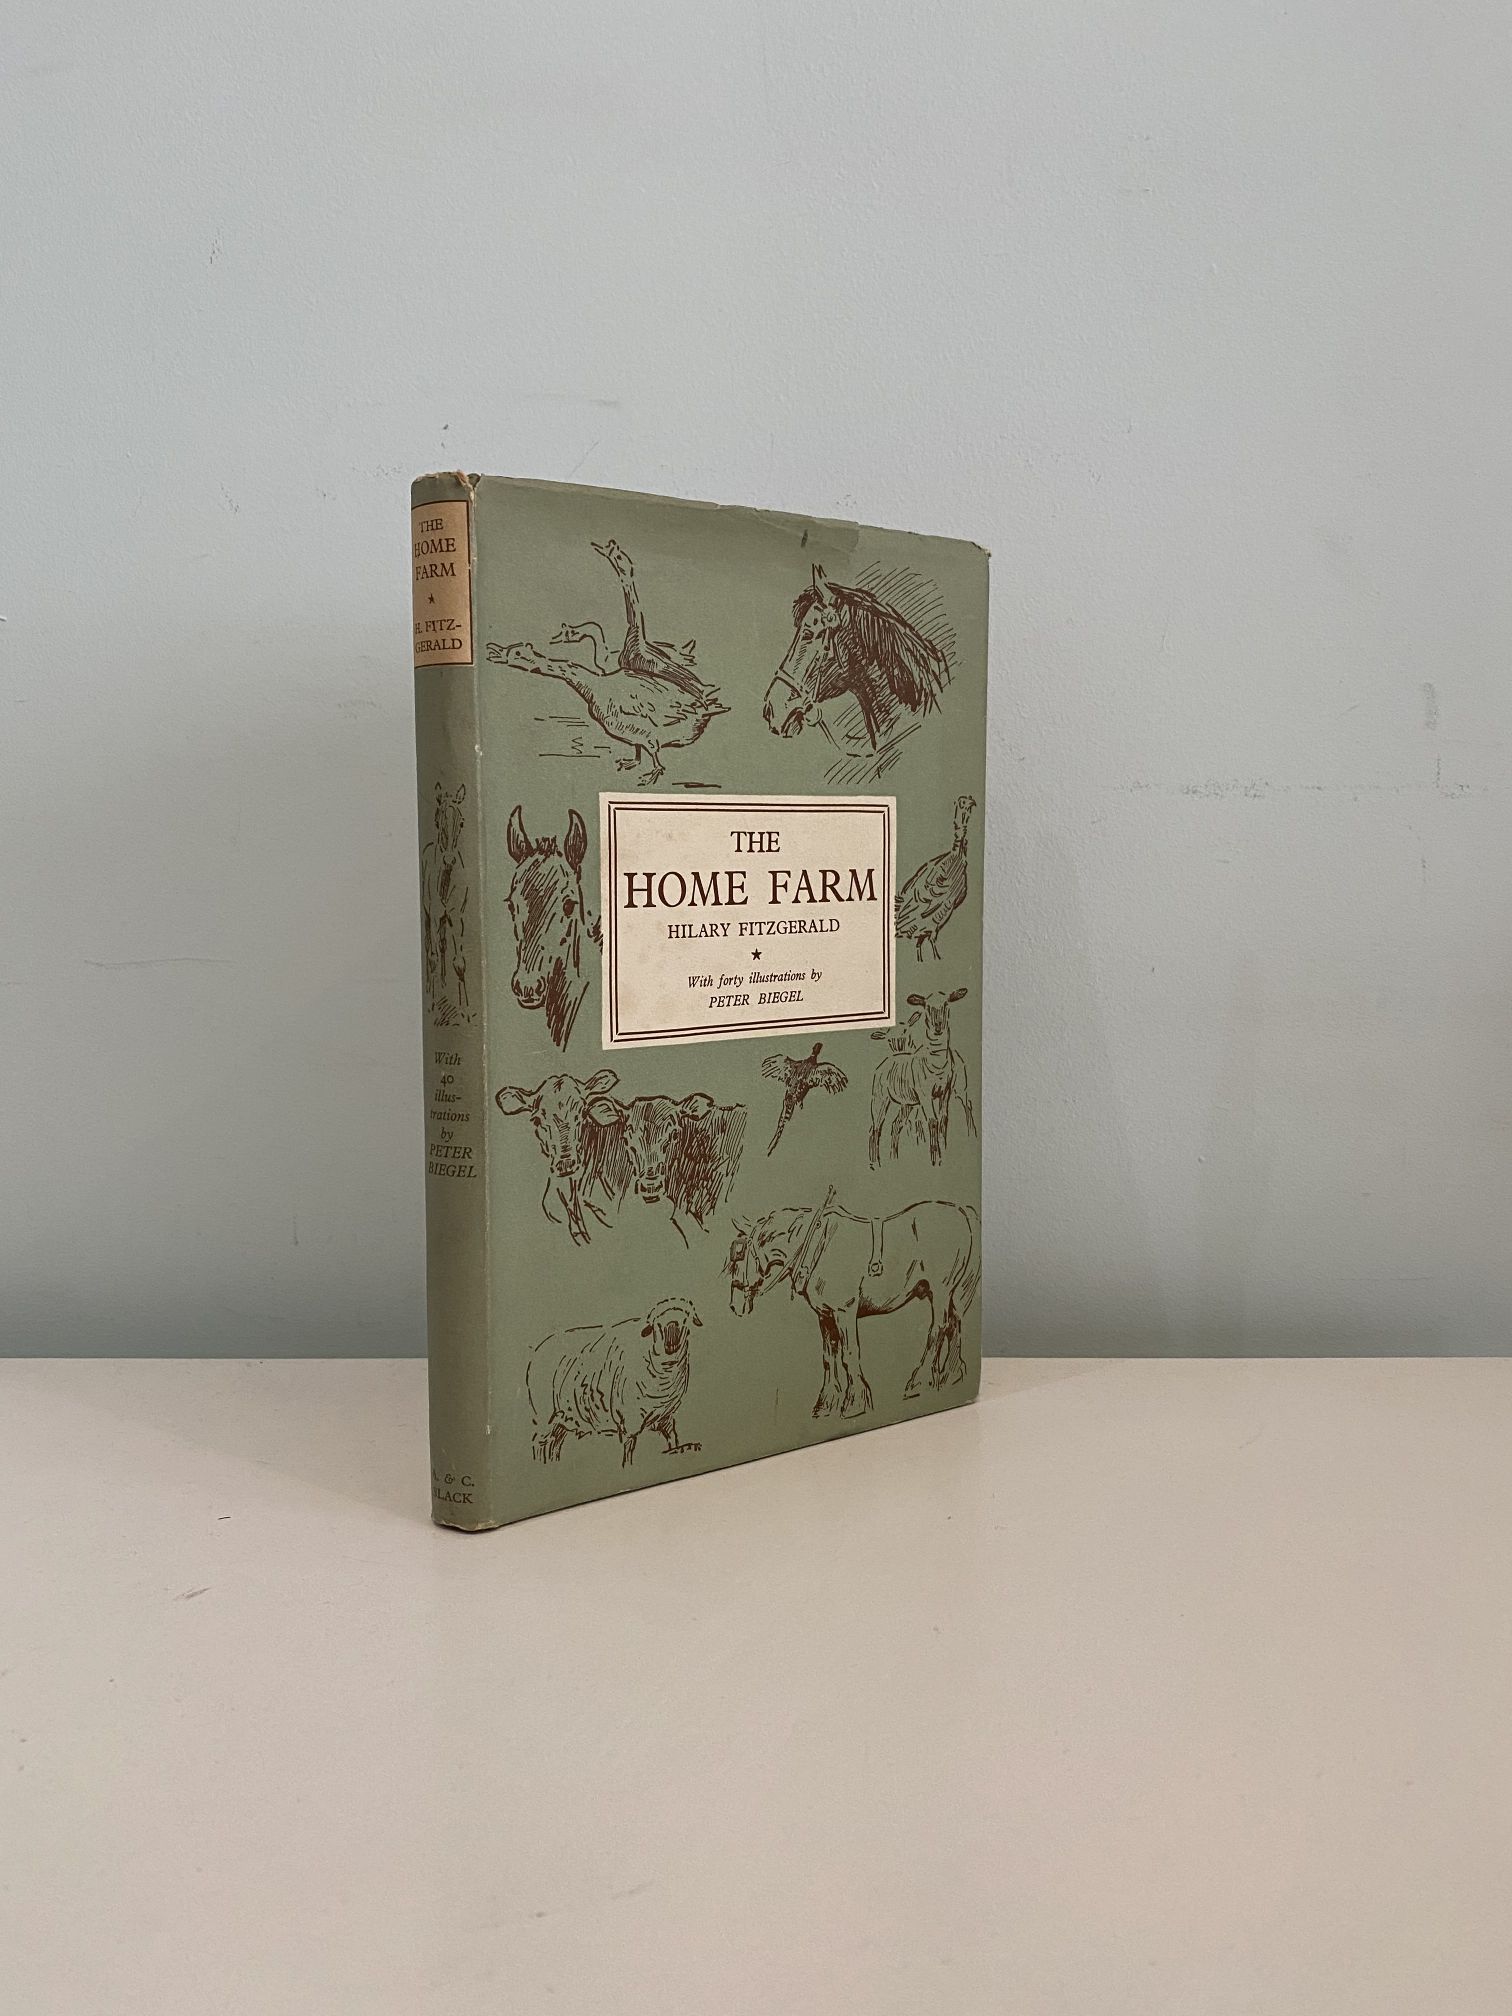 THE
HOME
FARM
★
H. FITZ-
GERALD
With
40
illus-
trations
by
PETER
BIEGEL
A. & C.
BLACK
THE
HOME FARM
HILARY FITZGERALD
★
With forty illustrations by
PETER BIEGEL